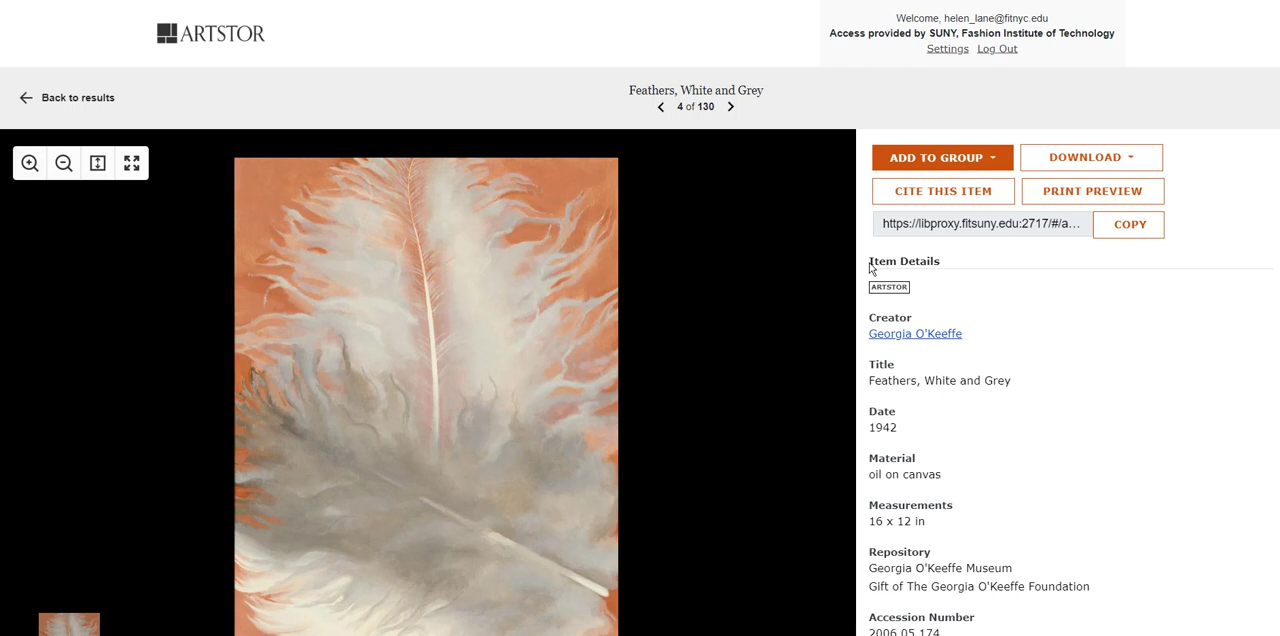 ARTSTOR
Welcome, helen_lane@fitnyc.edu
Access provided by SUNY, Fashion Institute of Technology
Settings Log Out
Back to results
Feathers, White and Grey
4 of 130
ADD TO GROUP
DOWNLOAD
CITE THIS ITEM
PRINT PREVIEW
https://libproxy.fitsuny.edu:2717/#/a...
COPY
Item Details
ARTSTOR
Creator
Georgia O'Keeffe
Title
Feathers, White and Grey
Date
1942
Material
oil on canvas
Measurements
16 x 12 in
Repository
Georgia O'Keeffe Museum
Gift of The Georgia O'Keeffe Foundation
Accession Number
2006.05.174